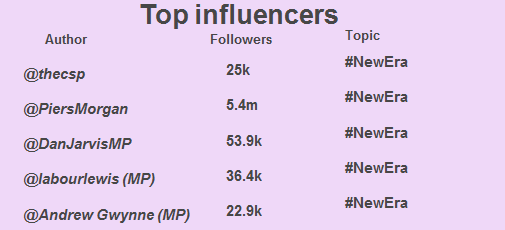 Top influencers
Author Followers Topic
@thecsp 25k #NewEra
@PiersMorgan 5.4m #NewEra
@DanJarvisMP 53.9k #NewEra
@labourlewis (MP) 36.4k #NewEra
@Andrew Gwynne (MP) 22.9k #NewEra